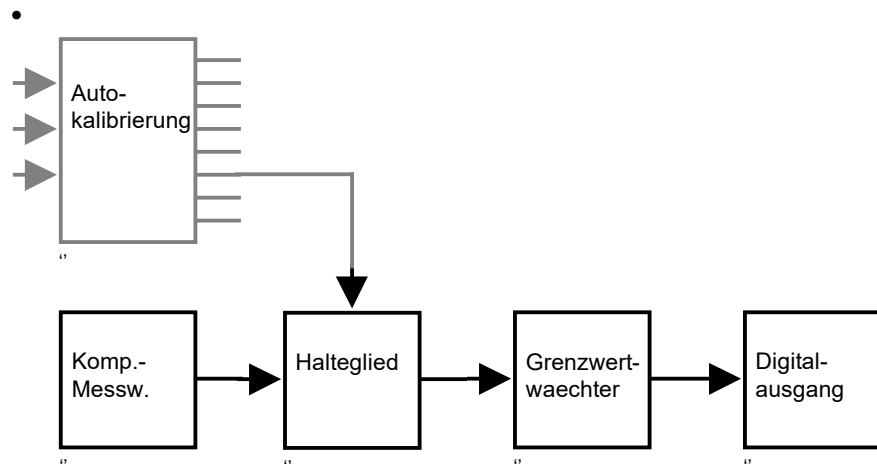 •
Auto-
kalibrierung
‘’
Komp.-
Messw.
Halteglied
Grenzwert-
waechter
Digital-
ausgang
‘’
‘’
‘’
‘’